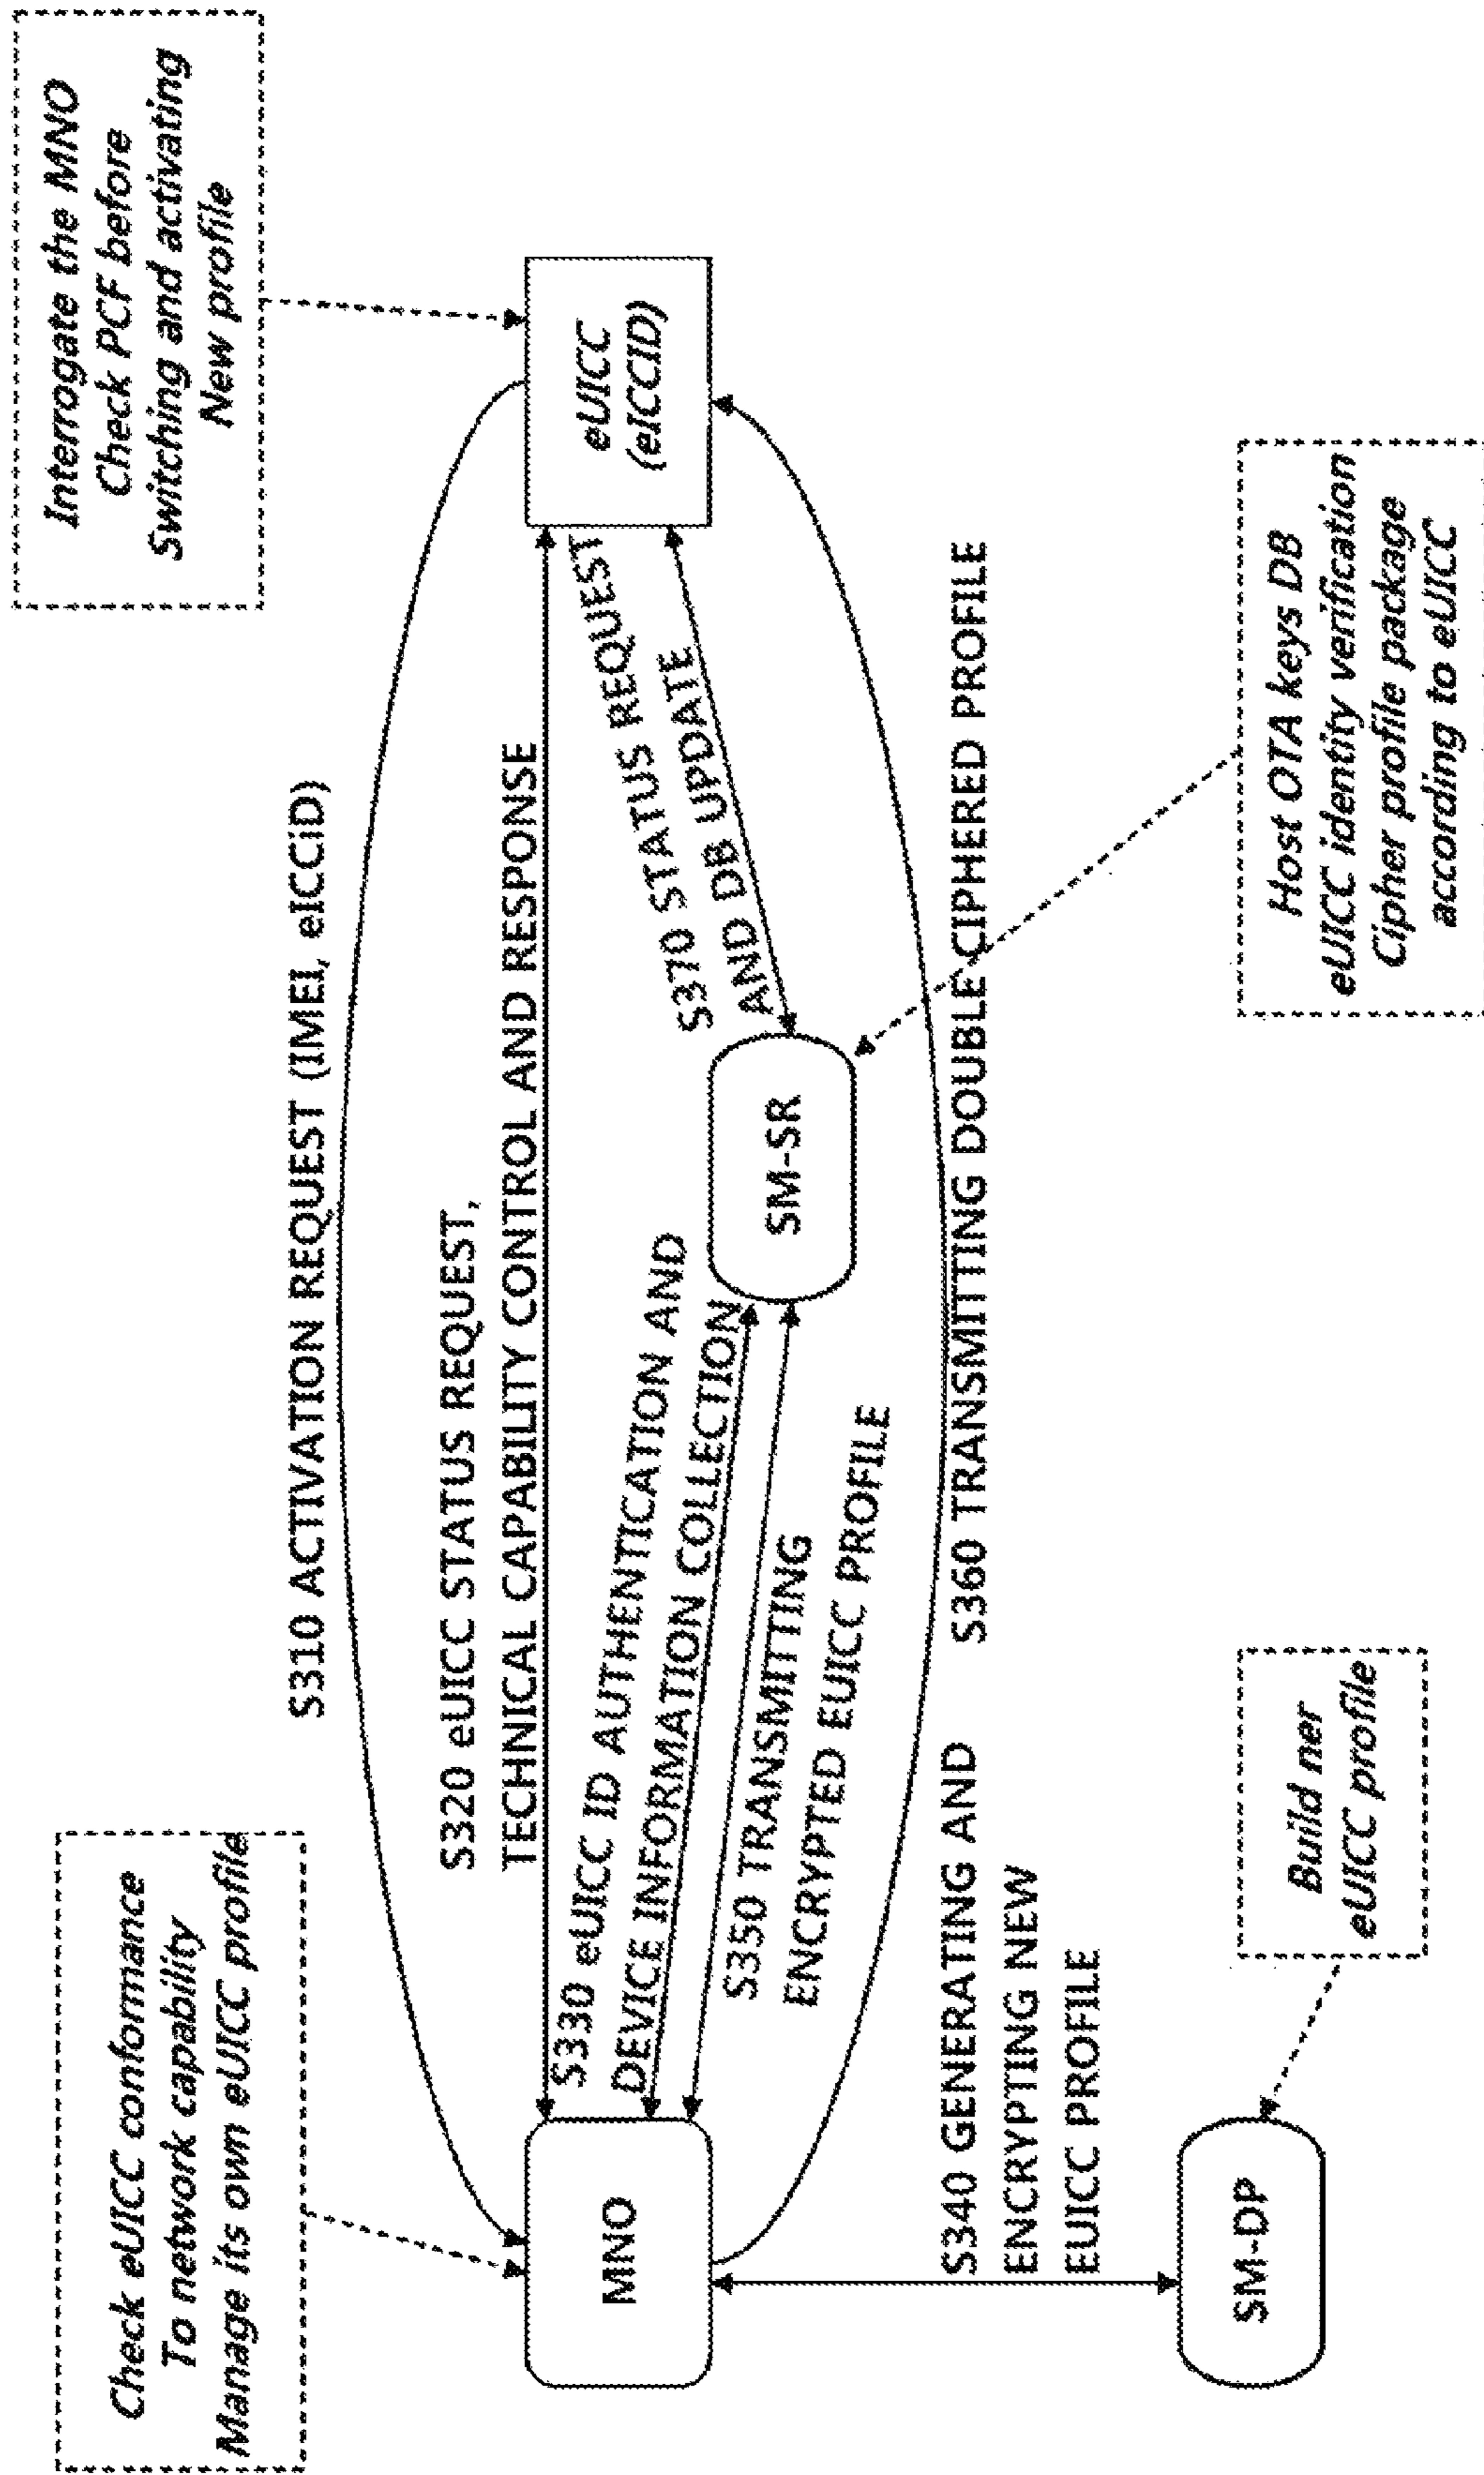 Check eUICC conformance
To network capability
Manage its own eUICC profile
Interrogate the MNO
Check PCF before
Switching and activating
New profile
S310 ACTIVATION REQUEST (IMEI, eICCiD)
S320 eUICC STATUS REQUEST,
TECHNICAL CAPABILITY CONTROL AND RESPONSE
MNO
eUICC
(eICCID)
S330 eUICC ID AUTHENTICATION AND
DEVICE INFORMATION COLLECTION
S370 STATUS REQUEST
AND DB UPDATE
SM-SR
S350 TRANSMITTING
ENCRYPTED EUICC PROFILE
S340 GENERATING AND
ENCRYPTING NEW
EUICC PROFILE
S360 TRANSMITTING DOUBLE CIPHERED PROFILE
SM-DP
Build ner
eUICC profile
Host OTA keys DB
eUICC identity verification
Cipher profile package
according to eUICC